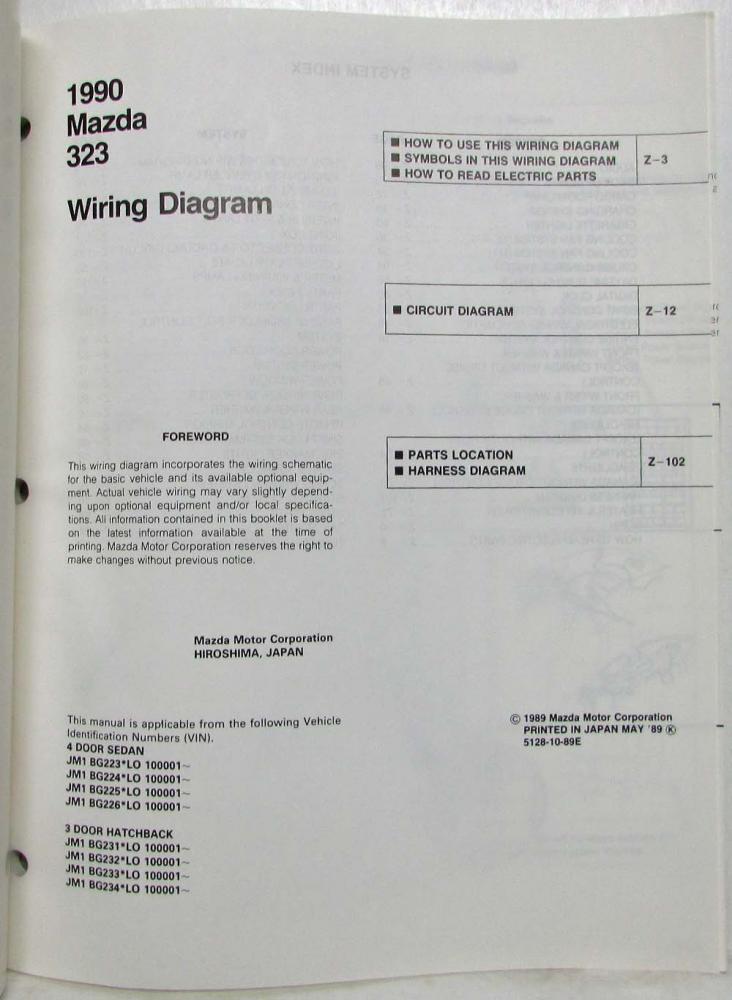 1990
Mazda
323
Wiring Diagram
■ HOW TO USE THIS WIRING DIAGRAM
■ SYMBOLS IN THIS WIRING DIAGRAM
■ HOW TO READ ELECTRIC PARTS
Z–3
■ CIRCUIT DIAGRAM
Z–12
■ PARTS LOCATION
■ HARNESS DIAGRAM
Z–102
FOREWORD
This wiring diagram incorporates the wiring schematic
for the basic vehicle and its available optional equip-
ment. Actual vehicle wiring may vary slightly depend-
ing upon optional equipment and/or local specifica-
tions. All information contained in this booklet is based
on the latest information available at the time of
printing. Mazda Motor Corporation reserves the right to
make changes without previous notice.
Mazda Motor Corporation
HIROSHIMA, JAPAN
This manual is applicable from the following Vehicle
Identification Numbers (VIN).
4 DOOR SEDAN
JM1 BG223*LO 100001~
JM1 BG224*LO 100001~
JM1 BG225*LO 100001~
JM1 BG226*LO 100001~
3 DOOR HATCHBACK
JM1 BG231*LO 100001~
JM1 BG232*LO 100001~
JM1 BG233*LO 100001~
JM1 BG234*LO 100001~
© 1989 Mazda Motor Corporation
PRINTED IN JAPAN MAY '89 Ⓚ
5128-10-89E